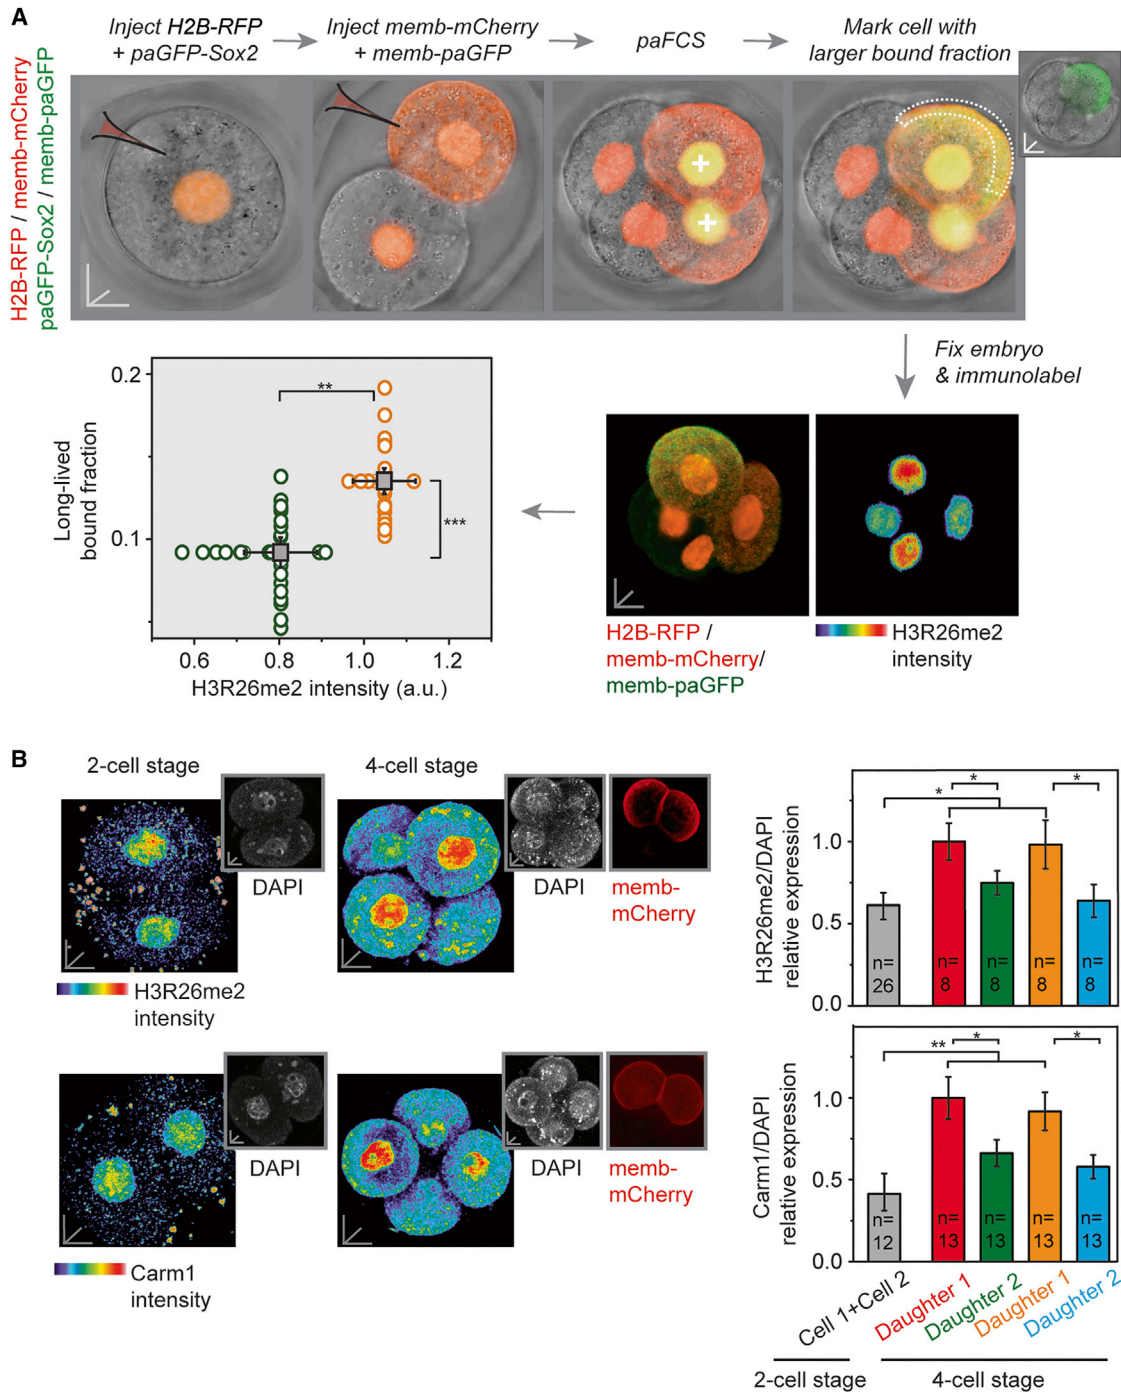 A
Inject H2B-RFP
+ paGFP-Sox2
Inject memb-mCherry
+ memb-paGFP
paFCS
Mark cell with
larger bound fraction
H2B-RFP / memb-mCherry
paGFP-Sox2 / memb-paGFP
+
+
Fix embryo
& immunolabel
0.2
0.1
Long-lived
bound fraction
**
***
0.6
0.8
1.0
1.2
H3R26me2 intensity (a.u.)
H2B-RFP /
memb-mCherry/
memb-paGFP
H3R26me2
intensity
B
2-cell stage
4-cell stage
DAPI
DAPI
memb-
mCherry
H3R26me2
intensity
H3R26me2/DAPI
relative expression
1.0
0.5
0.0
*
*
*
n=
26
n=
8
n=
8
n=
8
n=
8
DAPI
DAPI
memb-
mCherry
Carm1
intensity
Carm1/DAPI
relative expression
1.0
0.5
0.0
**
*
*
n=
12
n=
13
n=
13
n=
13
n=
13
Cell 1+Cell 2
Daughter 1
Daughter 2
Daughter 1
Daughter 2
2-cell stage
4-cell stage